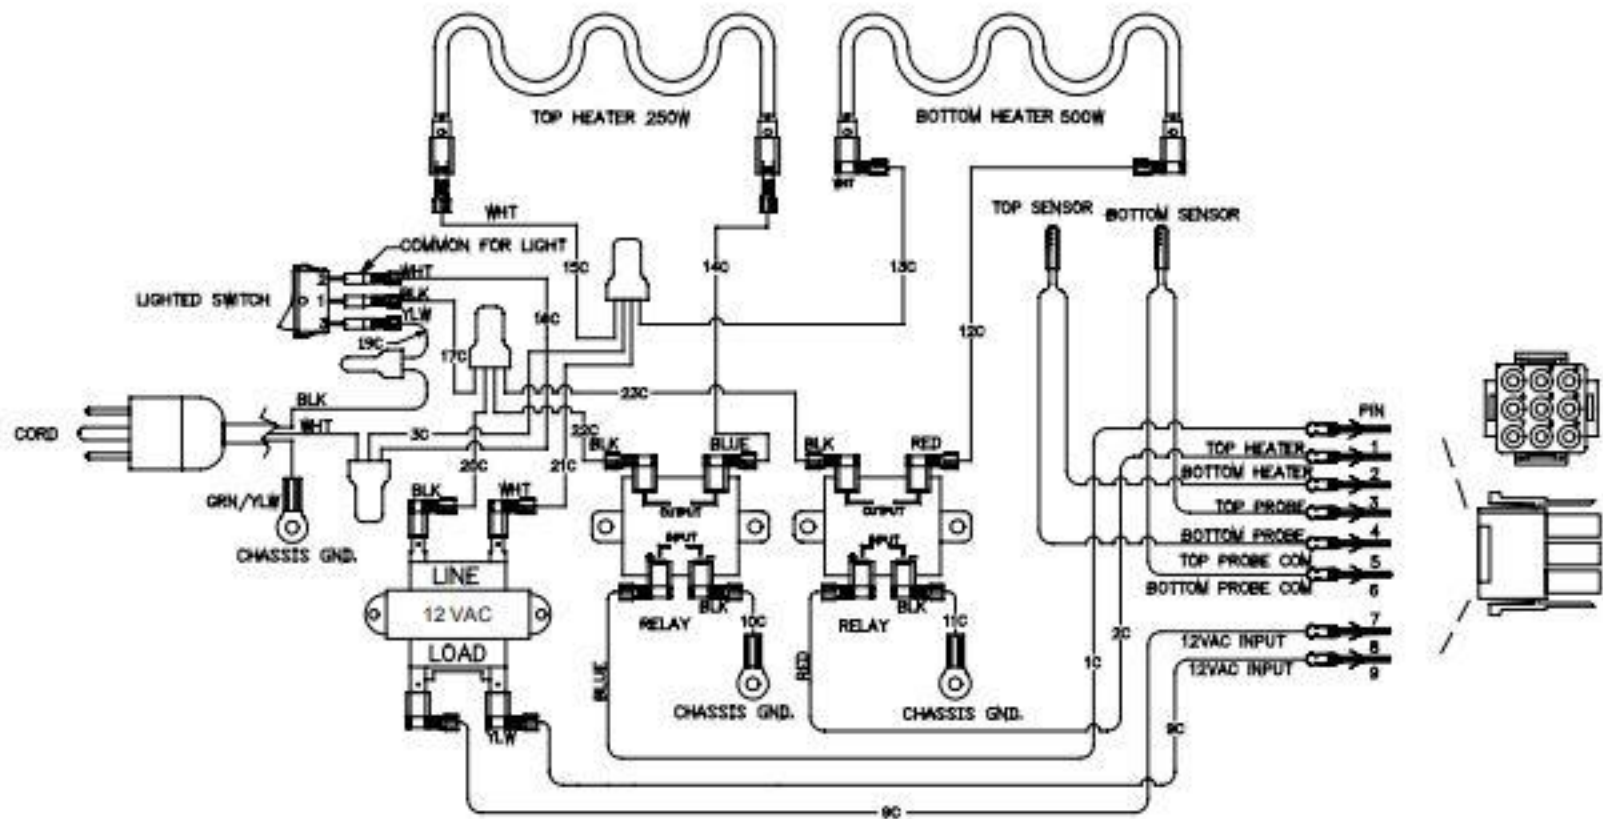 TOP HEATER 250W
BOTTOM HEATER 500W
WHT
WHT
TOP SENSOR
BOTTOM SENSOR
COMMON FOR LIGHT
15C
14C
13C
12C
LIGHTED SWITCH
2
WHT
1
BLK
3
YLW
16C
19C
17C
23C
CORD
BLK
WHT
3C
22C
20C
21C
BLK
BLUE
BLK
RED
PIN
TOP HEATER
1
BOTTOM HEATER
2
TOP PROBE
3
BOTTOM PROBE
4
TOP PROBE COM
5
BOTTOM PROBE COM
6
7
12VAC INPUT
8
12VAC INPUT
9
GRN/YLW
CHASSIS GND.
BLK
WHT
OUTPUT
INPUT
OUTPUT
INPUT
LINE
12 VAC
LOAD
BLK
RELAY
10C
BLK
RELAY
11C
2C
1C
BLUE
RED
CHASSIS GND.
CHASSIS GND.
YLW
9C
9C